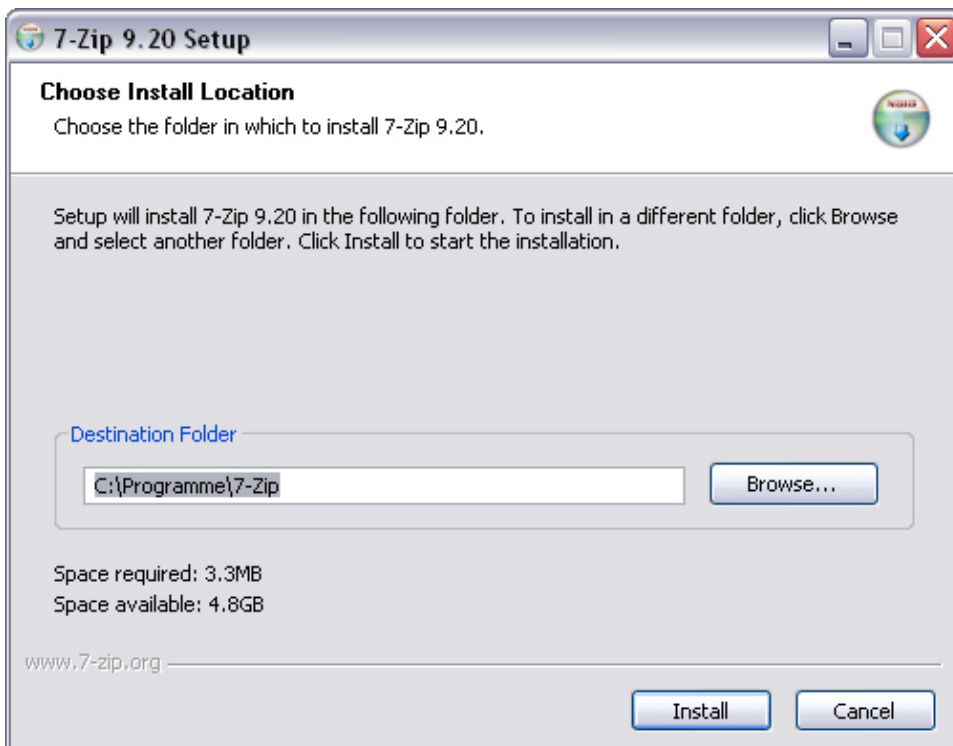 7-Zip 9.20 Setup
Choose Install Location
Choose the folder in which to install 7-Zip 9.20.
Setup will install 7-Zip 9.20 in the following folder. To install in a different folder, click Browse
and select another folder. Click Install to start the installation.
Destination Folder
C:\Programme\7-Zip
Browse...
Space required: 3.3MB
Space available: 4.8GB
www.7-zip.org
Install
Cancel